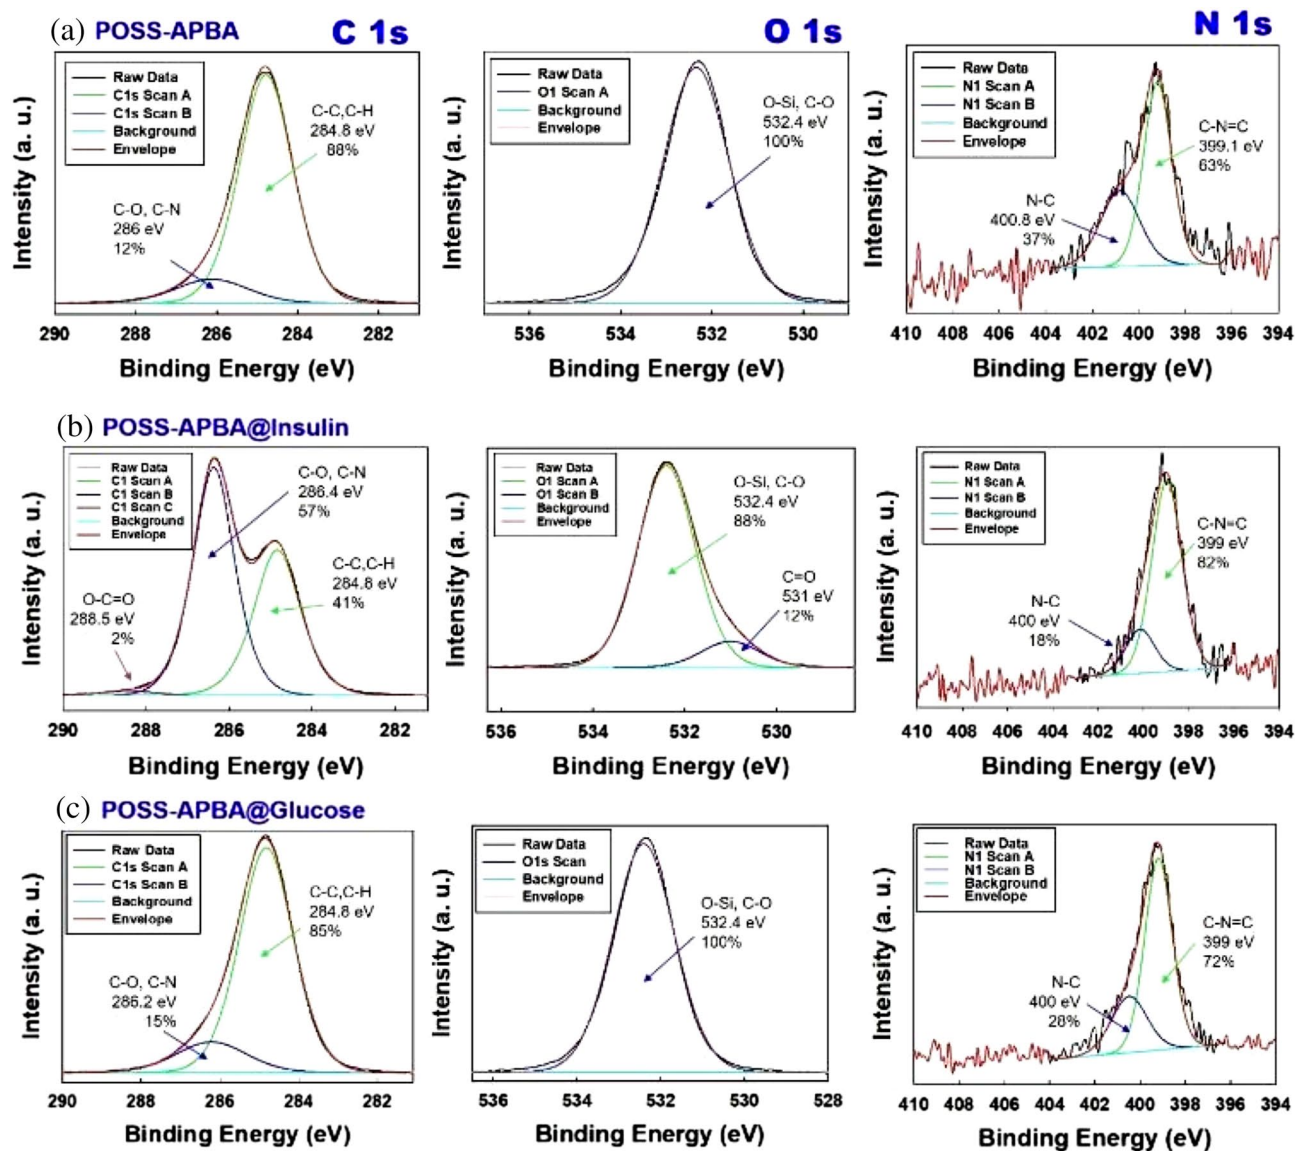 (a) POSS-APBA
C 1s
O 1s
N 1s
Intensity (a. u.)
Raw Data
C1s Scan A
C1s Scan B
Background
Envelope
C-C,C-H
284.8 eV
88%
C-O, C-N
286 eV
12%
290 288 286 284 282
Binding Energy (eV)
Intensity (a. u.)
Raw Data
O1 Scan A
Background
Envelope
O-Si, C-O
532.4 eV
100%
536 534 532 530
Binding Energy (eV)
Intensity (a. u.)
Raw Data
N1 Scan A
N1 Scan B
Background
Envelope
C-N=C
399.1 eV
63%
N-C
400.8 eV
37%
410 408 406 404 402 400 398 396 394
Binding Energy (eV)
(b) POSS-APBA@Insulin
Intensity (a. u.)
Raw Data
C1 Scan A
C1 Scan B
C1 Scan C
Background
Envelope
C-O, C-N
286.4 eV
57%
C-C,C-H
284.8 eV
41%
O-C=O
288.5 eV
2%
290 288 286 284 282
Binding Energy (eV)
Intensity (a. u.)
Raw Data
O1 Scan A
O1 Scan B
Background
Envelope
O-Si, C-O
532.4 eV
88%
C=O
531 eV
12%
536 534 532 530
Binding Energy (eV)
Intensity (a. u.)
Raw Data
N1 Scan A
N1 Scan B
Background
Envelope
C-N=C
399 eV
82%
N-C
400 eV
18%
410 408 406 404 402 400 398 396 394
Binding Energy (eV)
(c) POSS-APBA@Glucose
Intensity (a. u.)
Raw Data
C1s Scan A
C1s Scan B
Background
Envelope
C-C,C-H
284.8 eV
85%
C-O, C-N
286.2 eV
15%
290 288 286 284 282
Binding Energy (eV)
Intensity (a. u.)
Raw Data
O1s Scan
Background
Envelope
O-Si, C-O
532.4 eV
100%
536 534 532 530 528
Binding Energy (eV)
Intensity (a. u.)
Raw Data
N1 Scan A
N1 Scan B
Background
Envelope
C-N=C
399 eV
72%
N-C
400 eV
28%
410 408 406 404 402 400 398 396 394
Binding Energy (eV)